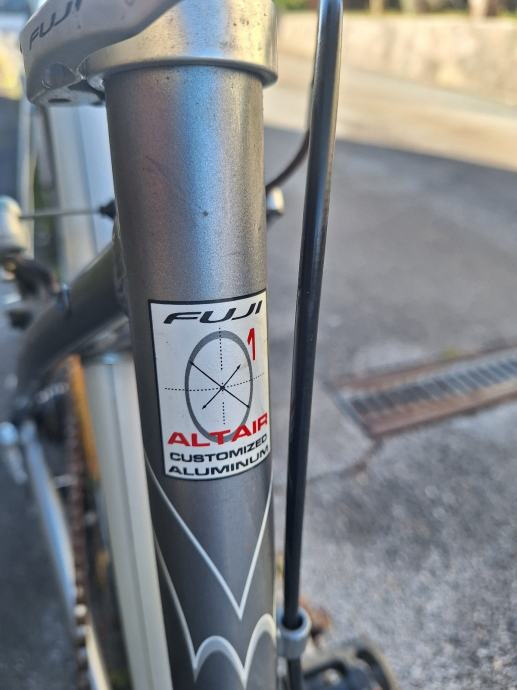 FUJI
FUJI
1
ALTAIR
CUSTOMIZED
ALUMINUM